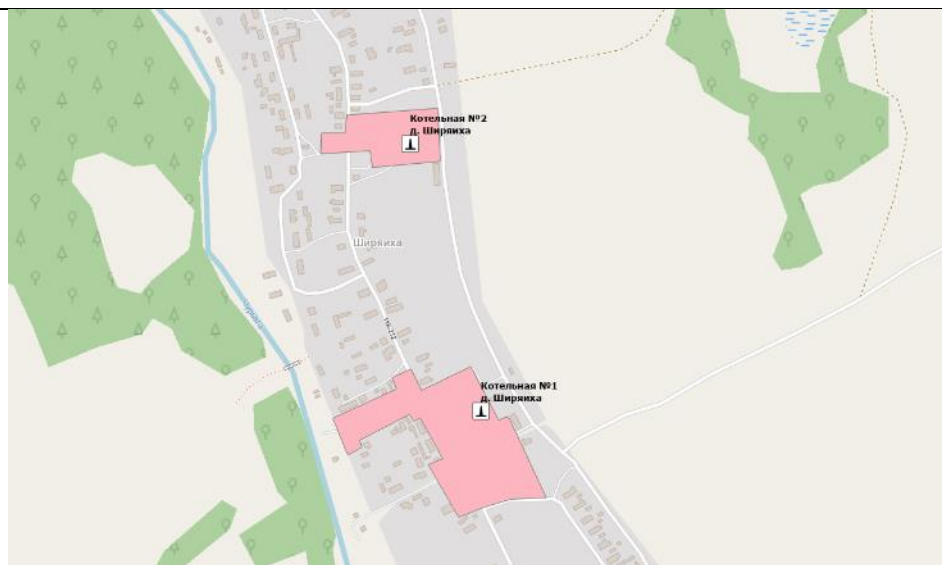 Котельная №2
д. Ширяиха
Ширяиха
Котельная №1
д. Ширяиха